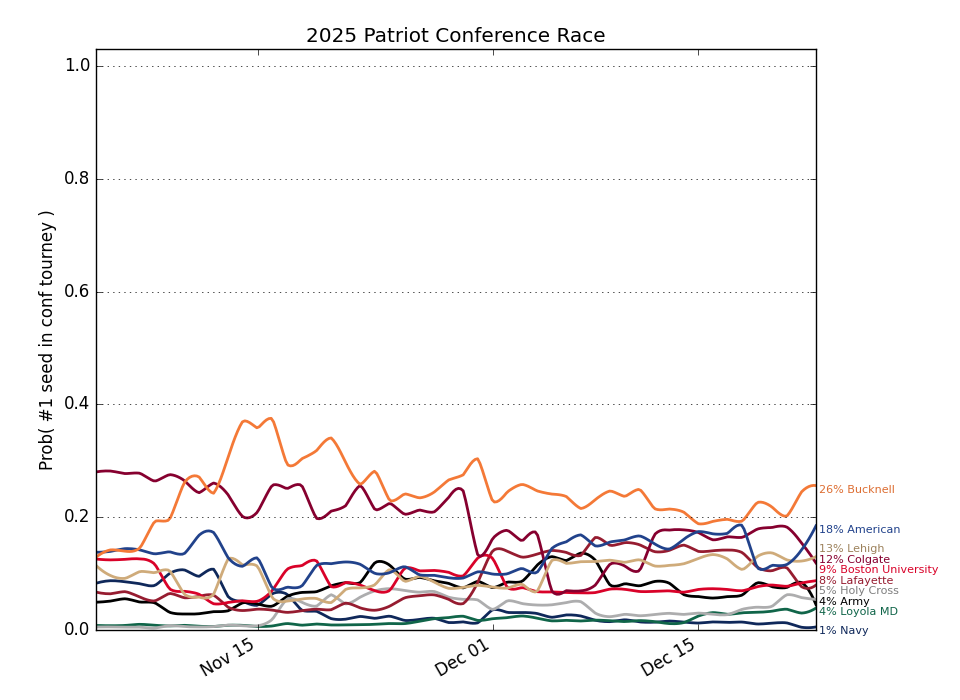 2025 Patriot Conference Race
Prob( #1 seed in conf tourney )
1.0
0.8
0.6
0.4
0.2
0.0
Nov 15
Dec 01
Dec 15
26% Bucknell
18% American
13% Lehigh
12% Colgate
9% Boston University
8% Lafayette
5% Holy Cross
4% Army
4% Loyola MD
1% Navy